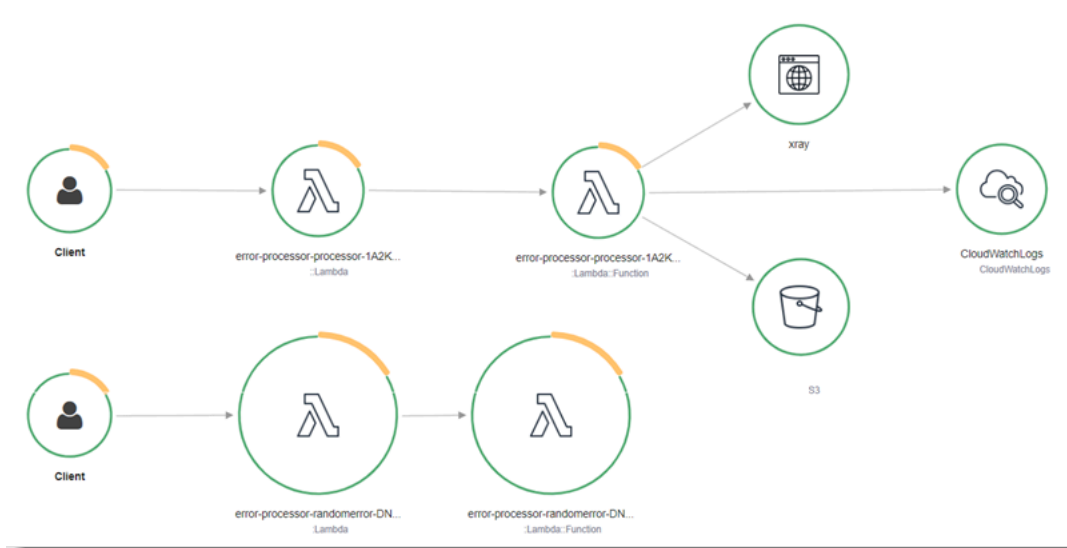 xray
Client
error-processor-processor-1A2K...
::Lambda
error-processor-processor-1A2K...
:Lambda::Function
CloudWatchLogs
CloudWatchLogs
S3
Client
error-processor-randomerror-DN...
:Lambda
error-processor-randomerror-DN...
:Lambda::Function